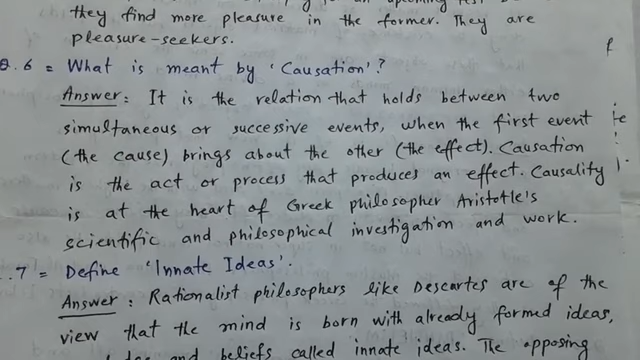 they find more pleasure in the former. They are
pleasure-seekers.
Q.6 = What is meant by 'Causation'?
Answer: It is the relation that holds between two
simultaneous or successive events, when the first event
(the cause) brings about the other (the effect). Causation
is the act or process that produces an effect. Causality
is at the heart of Greek philosopher Aristotle's
scientific and philosophical investigation and work.
.7 = Define 'Innate Ideas'.
Answer: Rationalist philosophers like Descartes are of the
view that the mind is born with already formed ideas,
and beliefs called innate ideas. The opposing